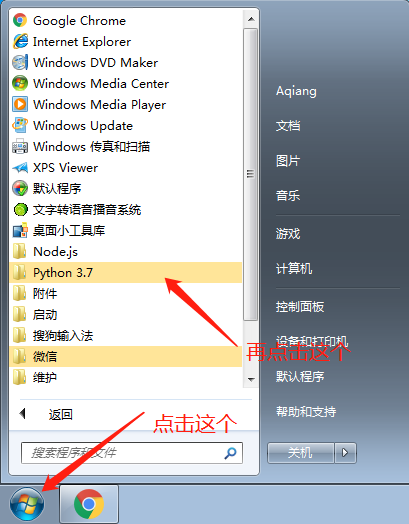 Google Chrome
Internet Explorer
Windows DVD Maker
Windows Media Center
Windows Media Player
Windows Update
Windows 传真和扫描
XPS Viewer
默认程序
文字转语音播音系统
桌面小工具库
Node.js
Python 3.7
附件
启动
搜狗输入法
微信
维护
返回
搜索程序和文件
Aqiang
文档
图片
音乐
游戏
计算机
控制面板
设备和打印机
默认程序
帮助和支持
关机
再点击这个
点击这个